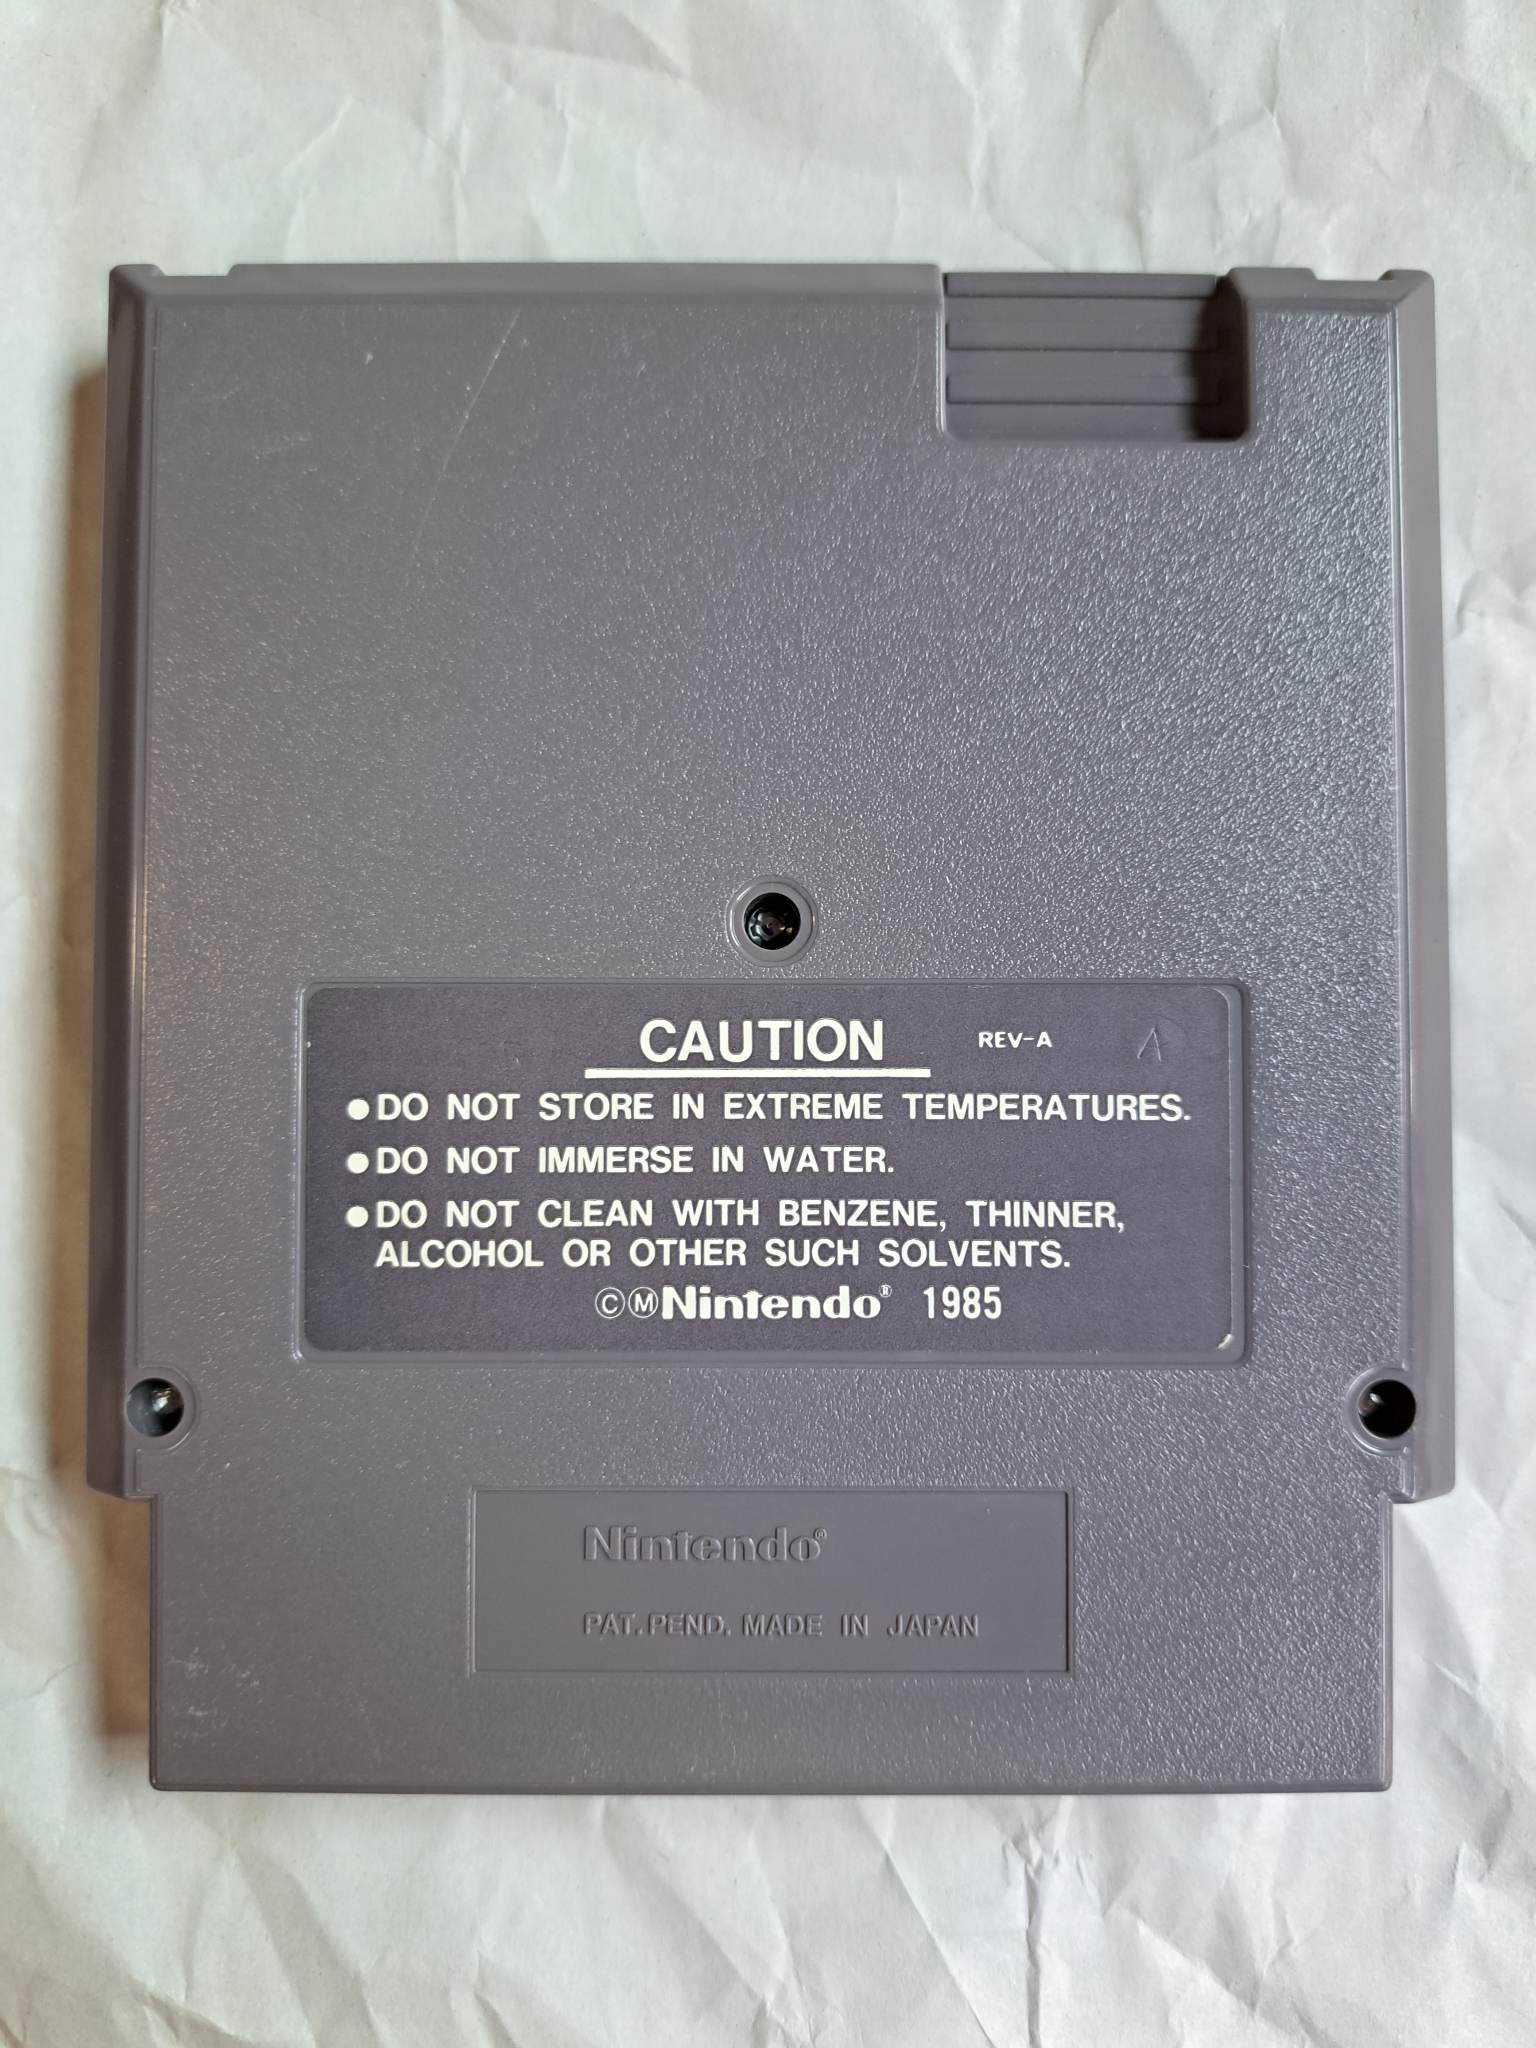 CAUTION REV-A A
●DO NOT STORE IN EXTREME TEMPERATURES.
●DO NOT IMMERSE IN WATER.
●DO NOT CLEAN WITH BENZENE, THINNER,
ALCOHOL OR OTHER SUCH SOLVENTS.
©ⓂNintendo® 1985
Nintendo®
PAT. PEND. MADE IN JAPAN